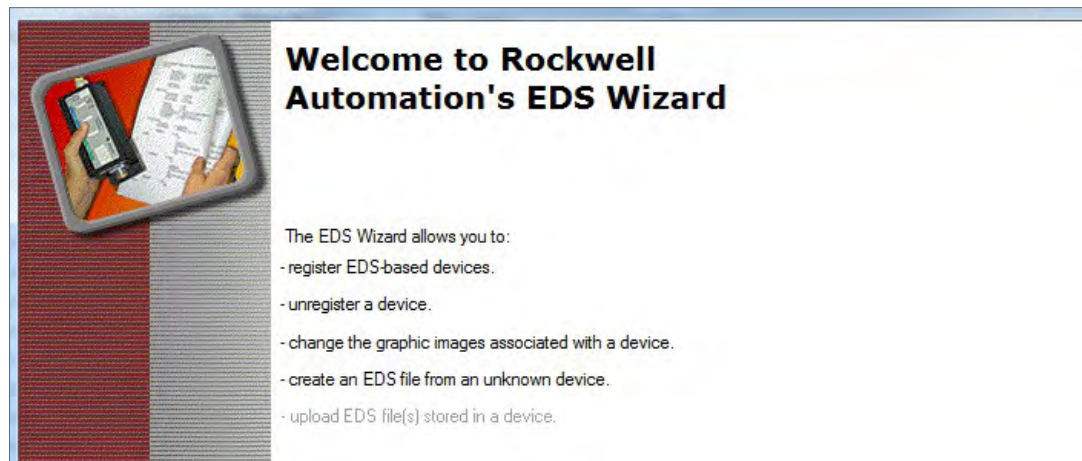 Welcome to Rockwell
Automation's EDS Wizard
The EDS Wizard allows you to:
- register EDS-based devices.
- unregister a device.
- change the graphic images associated with a device.
- create an EDS file from an unknown device.
- upload EDS file(s) stored in a device.